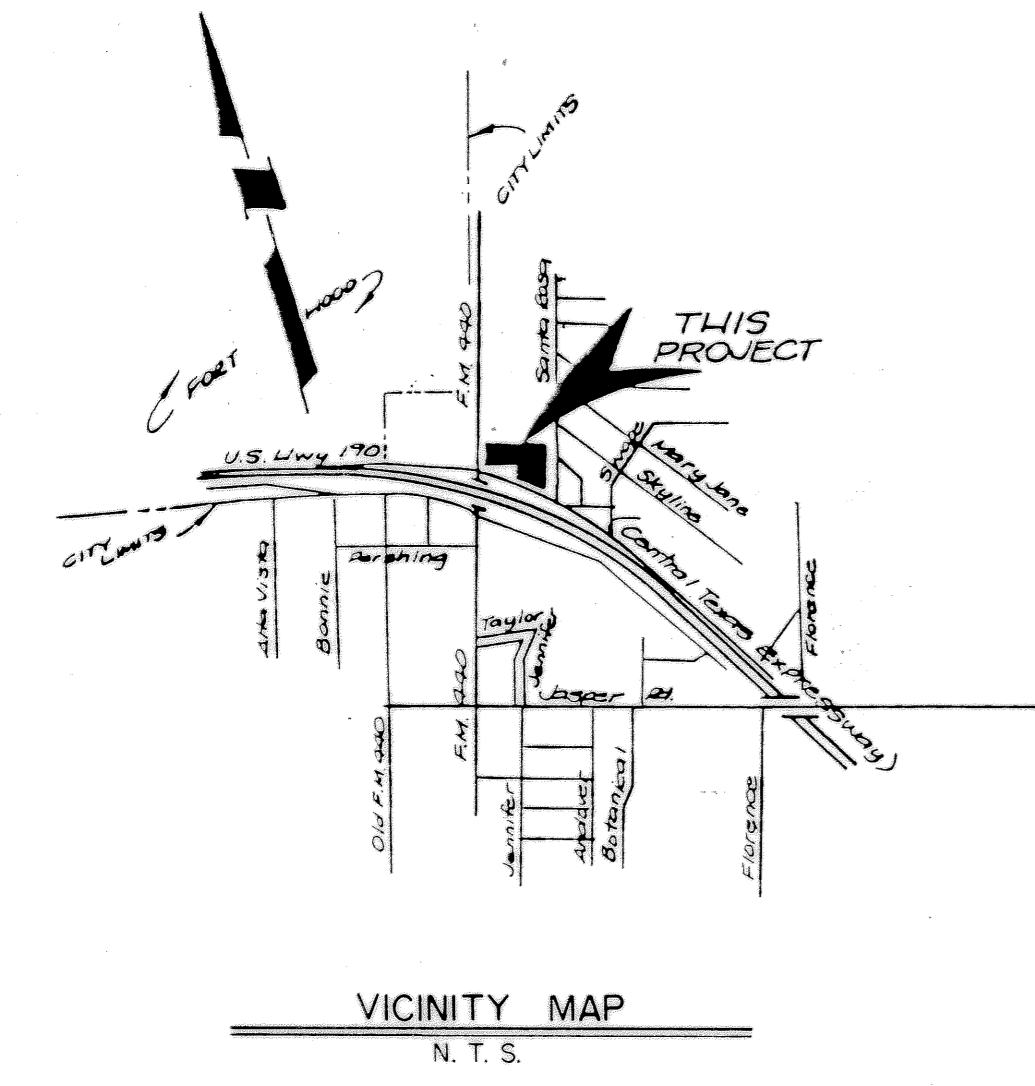 CITY LIMITS
HOOD
FORT
F.M. 440
Santa Rosa
THIS
PROJECT
U.S. Hwy 190
CITY LIMITS
Mary Jane
Skyline
Central Texas Expressway)
Alta Vista
Bonnie
Pershing
Florence
Taylor
Jennifer
F.M. 440
Jasper Rd.
Old F.M. 440
Jennifer
Andover
Botanical
Florence
VICINITY MAP
N. T. S.